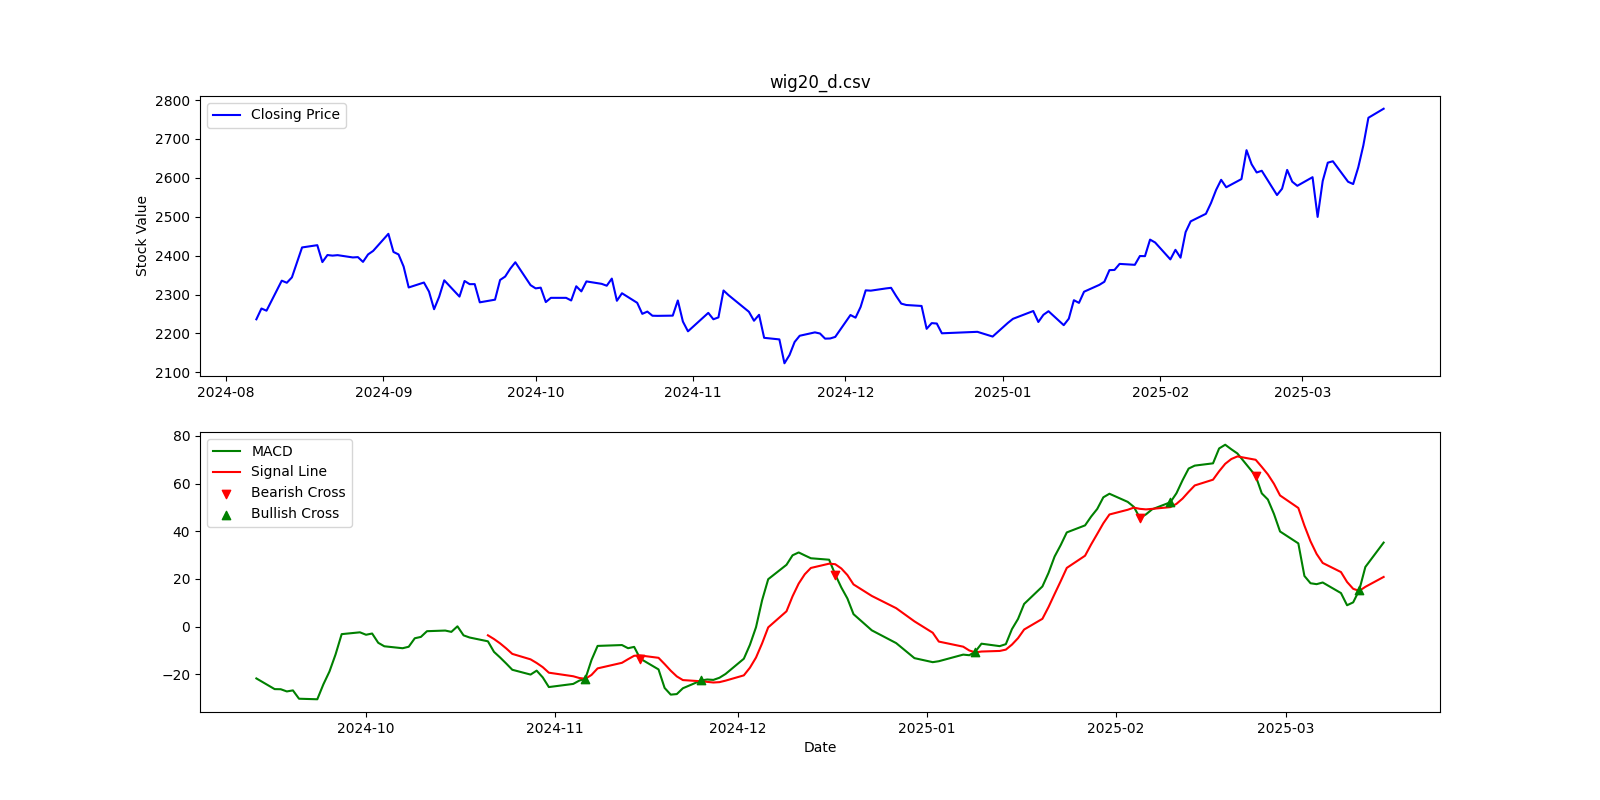 wig20_d.csv
Closing Price
Stock Value
2800
2700
2600
2500
2400
2300
2200
2100
2024-08 2024-09 2024-10 2024-11 2024-12 2025-01 2025-02 2025-03
MACD
Signal Line
Bearish Cross
Bullish Cross
80
60
40
20
0
−20
2024-10 2024-11 2024-12 2025-01 2025-02 2025-03
Date